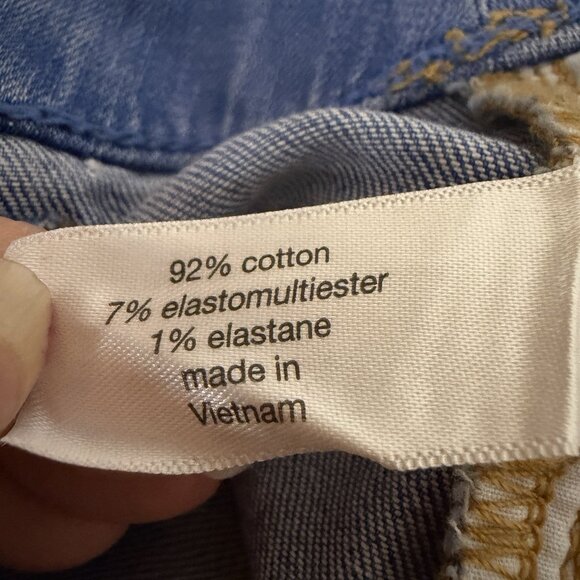 92% cotton
7% elastomultiester
1% elastane
made in
Vietnam